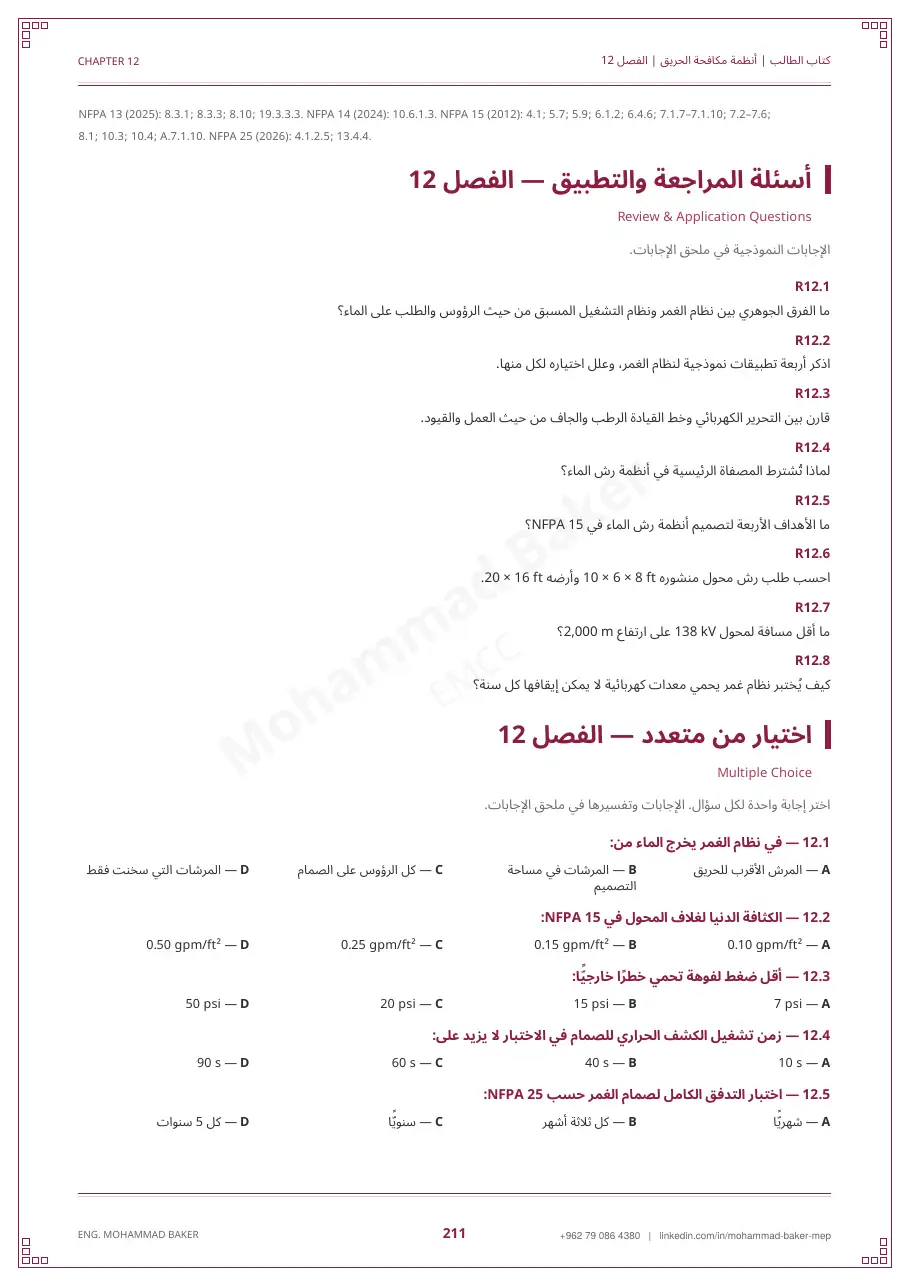 كتاب الطالب | أنظمة مكافحة الحريق | الفصل 12
CHAPTER 12
NFPA 13 (2025): 8.3.1; 8.3.3; 8.10; 19.3.3.3. NFPA 14 (2024): 10.6.1.3. NFPA 15 (2012): 4.1; 5.7; 5.9; 6.1.2; 6.4.6; 7.1.7–7.1.10; 7.2–7.6;
8.1; 10.3; 10.4; A.7.1.10. NFPA 25 (2026): 4.1.2.5; 13.4.4.
أسئلة المراجعة والتطبيق — الفصل 12
Review & Application Questions
الإجابات النموذجية في ملحق الإجابات.
R12.1
ما الفرق الجوهري بين نظام الغمر ونظام التشغيل المسبق من حيث الرؤوس والطلب على الماء؟
R12.2
اذكر أربعة تطبيقات نموذجية لنظام الغمر، وعلل اختياره لكل منها.
R12.3
قارن بين التحرير الكهربائي وخط القيادة الرطب والجاف من حيث العمل والقيود.
R12.4
لماذا تُشترط المصفاة الرئيسية في أنظمة رش الماء؟
R12.5
ما الأهداف الأربعة لتصميم أنظمة رش الماء في NFPA 15؟
R12.6
احسب طلب رش محول منشوره 10 × 6 × 8 ft وأرضه 20 × 16 ft.
R12.7
ما أقل مسافة لمحول 138 kV على ارتفاع 2,000 m؟
R12.8
كيف يُختبر نظام غمر يحمي معدات كهربائية لا يمكن إيقافها كل سنة؟
اختيار من متعدد — الفصل 12
Multiple Choice
اختر إجابة واحدة لكل سؤال. الإجابات وتفسيرها في ملحق الإجابات.
12.1 — في نظام الغمر يخرج الماء من:
A — المرش الأقرب للحريق B — المرشات في مساحة التصميم C — كل الرؤوس على الصمام D — المرشات التي سخنت فقط
12.2 — الكثافة الدنيا لغلاف المحول في NFPA 15:
A — 0.10 gpm/ft² B — 0.15 gpm/ft² C — 0.25 gpm/ft² D — 0.50 gpm/ft²
12.3 — أقل ضغط لفوهة تحمي خطرًا خارجيًّا:
A — 7 psi B — 15 psi C — 20 psi D — 50 psi
12.4 — زمن تشغيل الكشف الحراري للصمام في الاختبار لا يزيد على:
A — 10 s B — 40 s C — 60 s D — 90 s
12.5 — اختبار التدفق الكامل لصمام الغمر حسب NFPA 25:
A — شهريًّا B — كل ثلاثة أشهر C — سنويًّا D — كل 5 سنوات
Mohammad Baker
EMCC
ENG. MOHAMMAD BAKER
211
+962 79 086 4380 | linkedin.com/in/mohammad-baker-mep